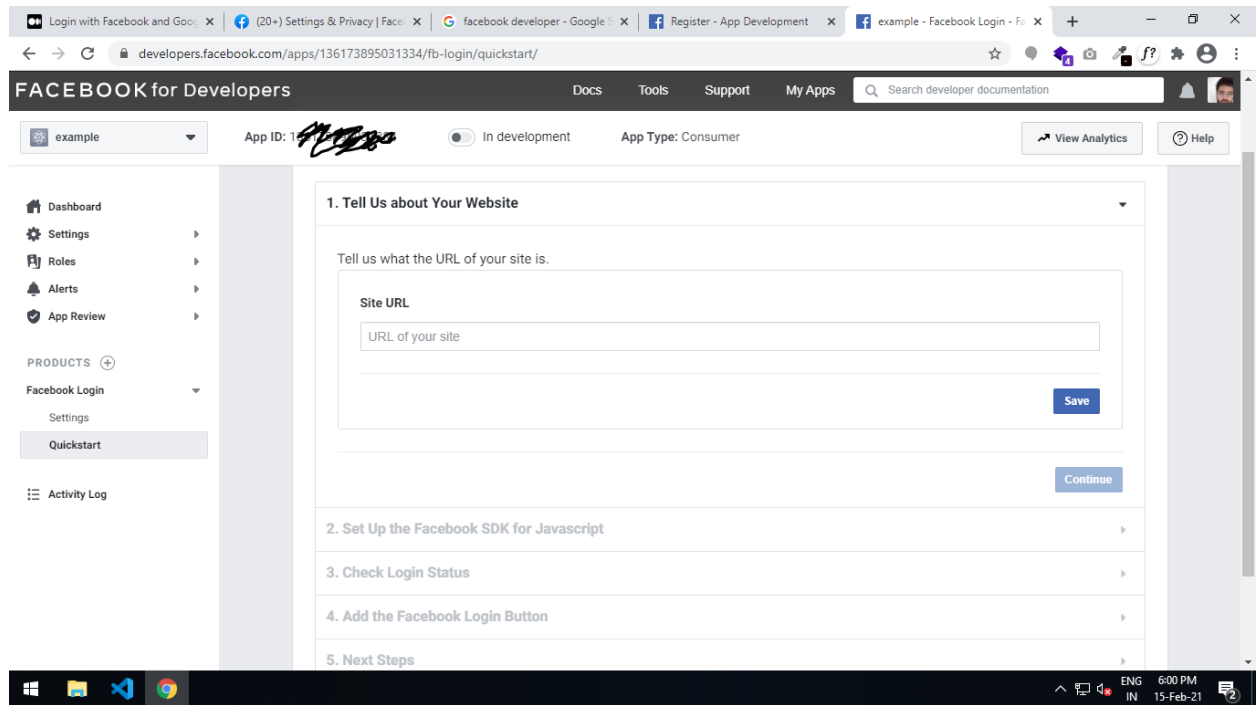 Login with Facebook and Goog
(20+) Settings & Privacy | Face
facebook developer - Google S
Register - App Development
example - Facebook Login - Fa
developers.facebook.com/apps/136173895031334/fb-login/quickstart/
4
f?
FACEBOOK for Developers
Docs
Tools
Support
My Apps
Search developer documentation
example
App ID:
In development
App Type: Consumer
View Analytics
Help
Dashboard
Settings
Roles
Alerts
App Review
PRODUCTS
Facebook Login
Settings
Quickstart
Activity Log
1. Tell Us about Your Website
Tell us what the URL of your site is.
Site URL
URL of your site
Save
Continue
2. Set Up the Facebook SDK for Javascript
3. Check Login Status
4. Add the Facebook Login Button
5. Next Steps
ENG
IN
6:00 PM
15-Feb-21
2